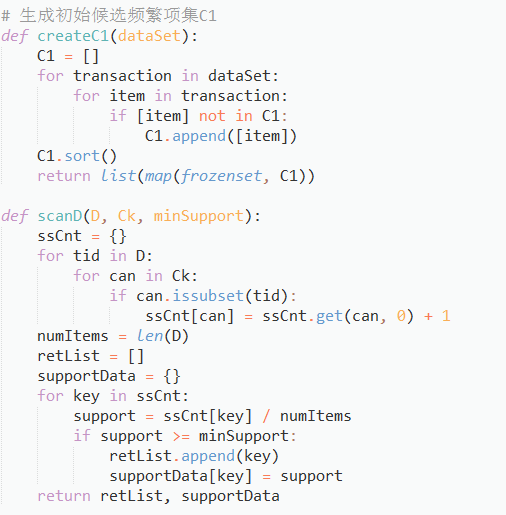 # 生成初始候选频繁项集C1
def createC1(dataSet):
    C1 = []
    for transaction in dataSet:
        for item in transaction:
            if [item] not in C1:
                C1.append([item])
    C1.sort()
    return list(map(frozenset, C1))

def scanD(D, Ck, minSupport):
    ssCnt = {}
    for tid in D:
        for can in Ck:
            if can.issubset(tid):
                ssCnt[can] = ssCnt.get(can, 0) + 1
    numItems = len(D)
    retList = []
    supportData = {}
    for key in ssCnt:
        support = ssCnt[key] / numItems
        if support >= minSupport:
            retList.append(key)
            supportData[key] = support
    return retList, supportData